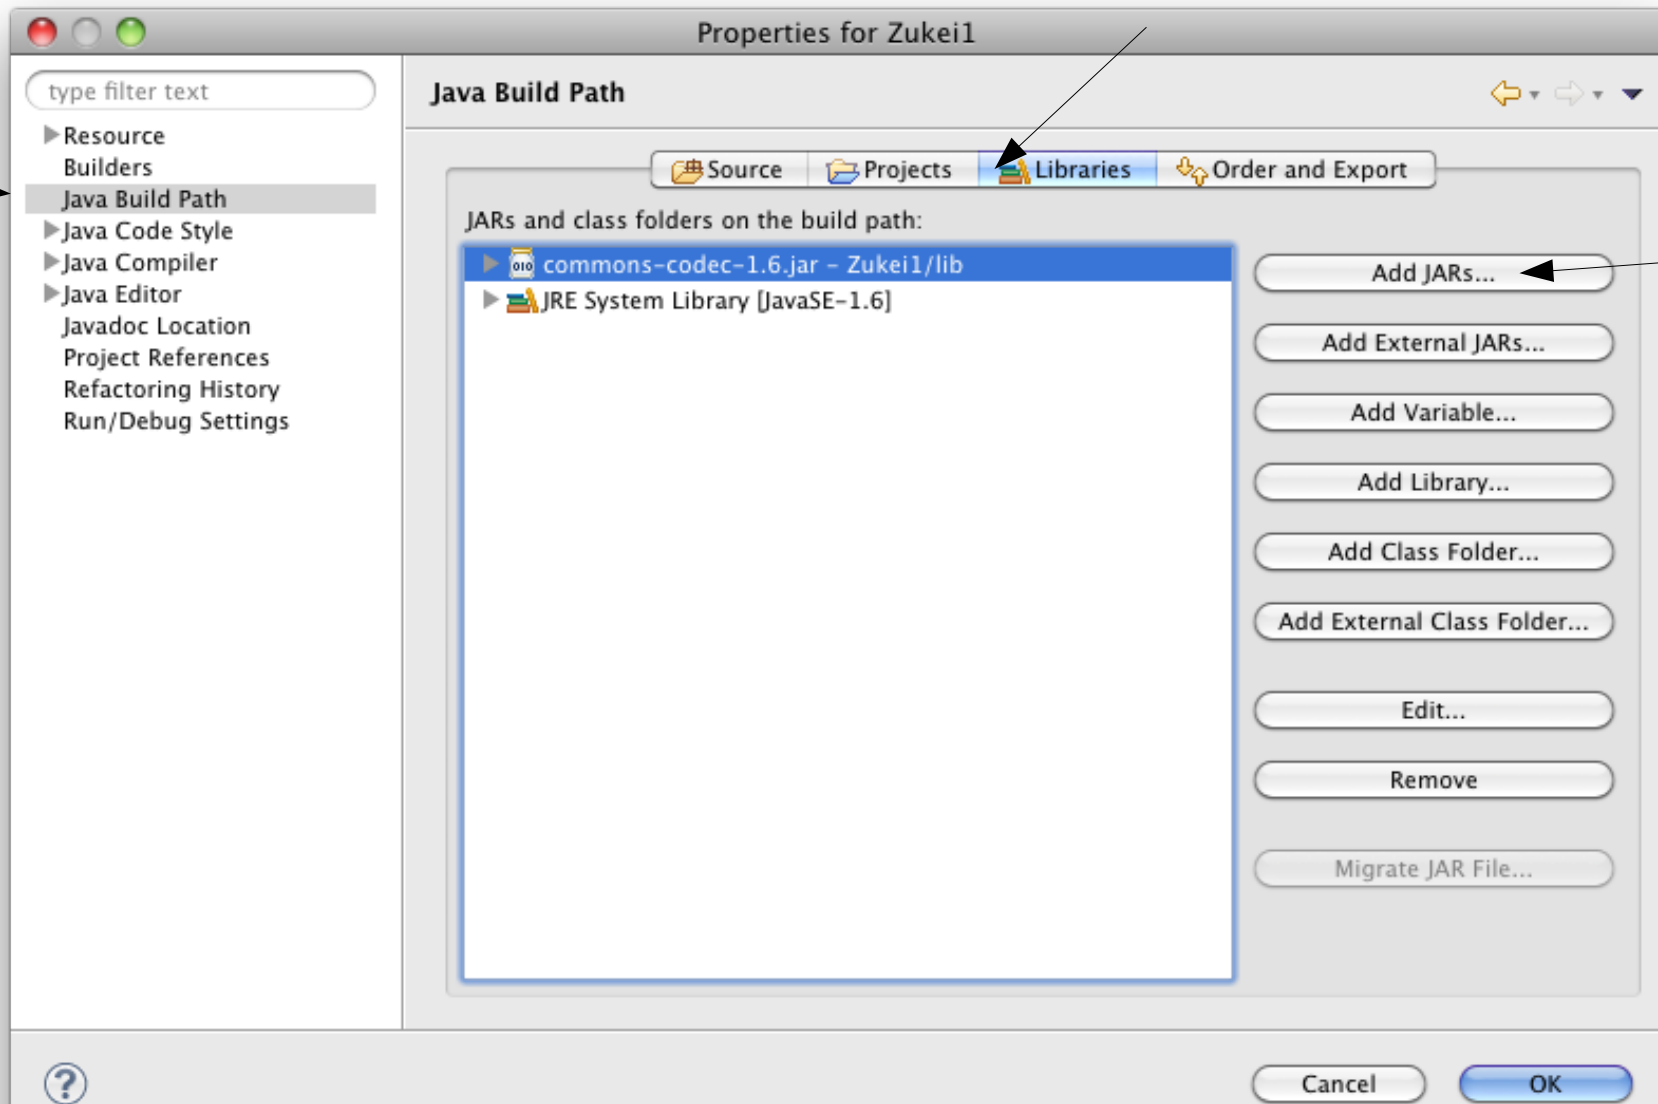 Properties for Zukei1
type filter text
Resource
Builders
Java Build Path
Java Code Style
Java Compiler
Java Editor
Javadoc Location
Project References
Refactoring History
Run/Debug Settings
Java Build Path
Source Projects Libraries Order and Export
JARs and class folders on the build path:
commons-codec-1.6.jar – Zukei1/lib
JRE System Library [JavaSE-1.6]
Add JARs...
Add External JARs...
Add Variable...
Add Library...
Add Class Folder...
Add External Class Folder...
Edit...
Remove
Migrate JAR File...
?
Cancel OK